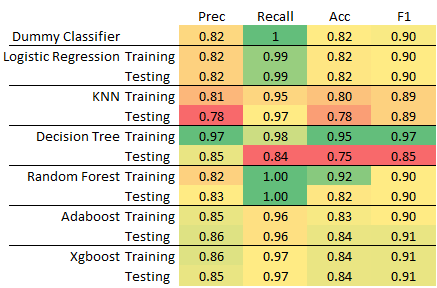 Prec Recall Acc F1
Dummy Classifier 0.82 1 0.82 0.90
Logistic Regression Training 0.82 0.99 0.82 0.90
Testing 0.82 0.99 0.82 0.90
KNN Training 0.81 0.95 0.80 0.89
Testing 0.78 0.97 0.78 0.89
Decision Tree Training 0.97 0.98 0.95 0.97
Testing 0.85 0.84 0.75 0.85
Random Forest Training 0.82 1.00 0.92 0.90
Testing 0.83 1.00 0.82 0.90
Adaboost Training 0.85 0.96 0.83 0.90
Testing 0.86 0.96 0.84 0.91
Xgboost Training 0.86 0.97 0.84 0.91
Testing 0.85 0.97 0.84 0.91